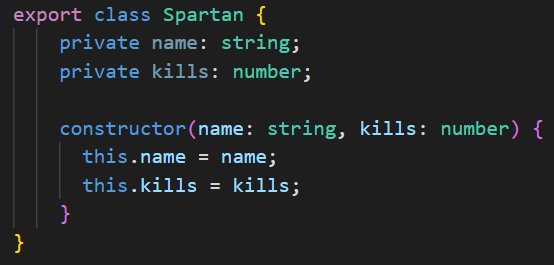 export class Spartan {
    private name: string;
    private kills: number;

    constructor(name: string, kills: number) {
      this.name = name;
      this.kills = kills;
    }
}